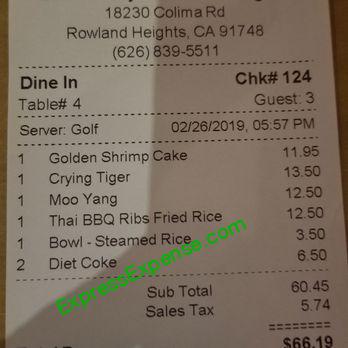 18230 Colima Rd
Rowland Heights, CA 91748
(626) 839-5511
Dine In Chk# 124
Table# 4 Guest: 3
Server: Golf 02/26/2019, 05:57 PM
1 Golden Shrimp Cake 11.95
1 Crying Tiger 13.50
1 Moo Yang 12.50
1 Thai BBQ Ribs Fried Rice 12.50
1 Bowl - Steamed Rice 3.50
2 Diet Coke 6.50
ExpressExpense.com
Sub Total 60.45
Sales Tax 5.74
========
$66.19